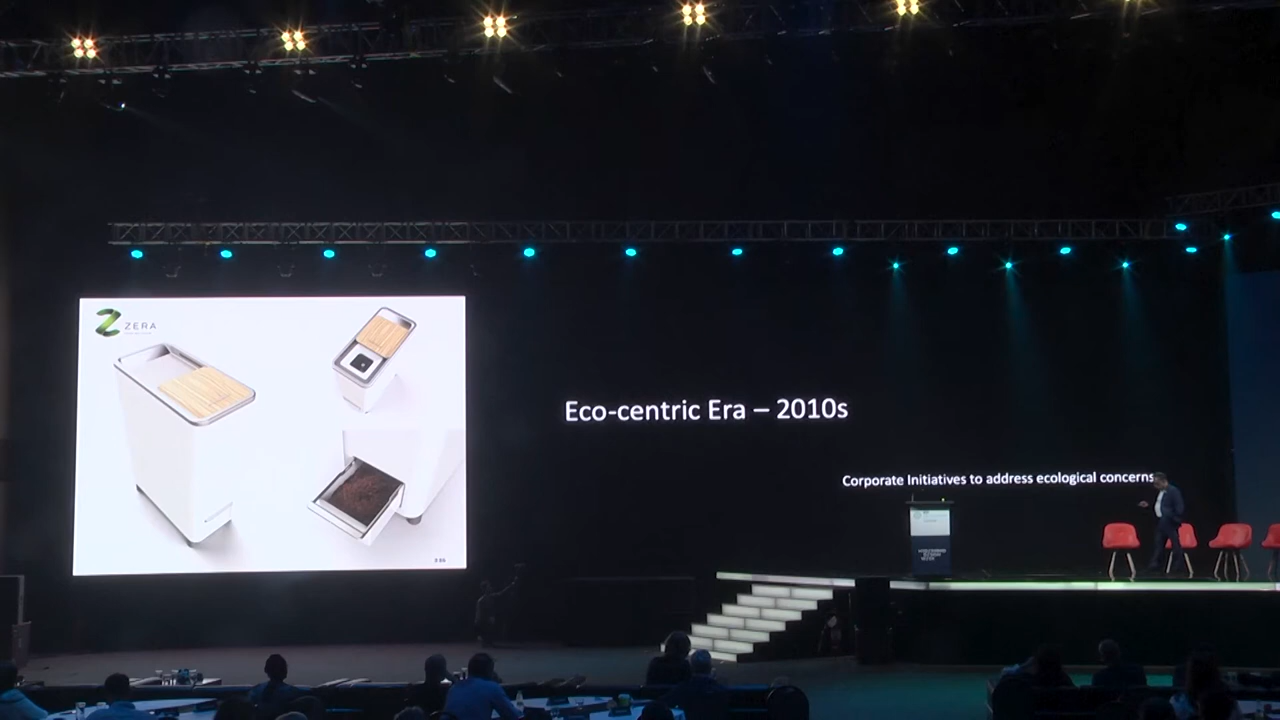 ZERA
Eco-centric Era – 2010s
Corporate Initiatives to address ecological concerns